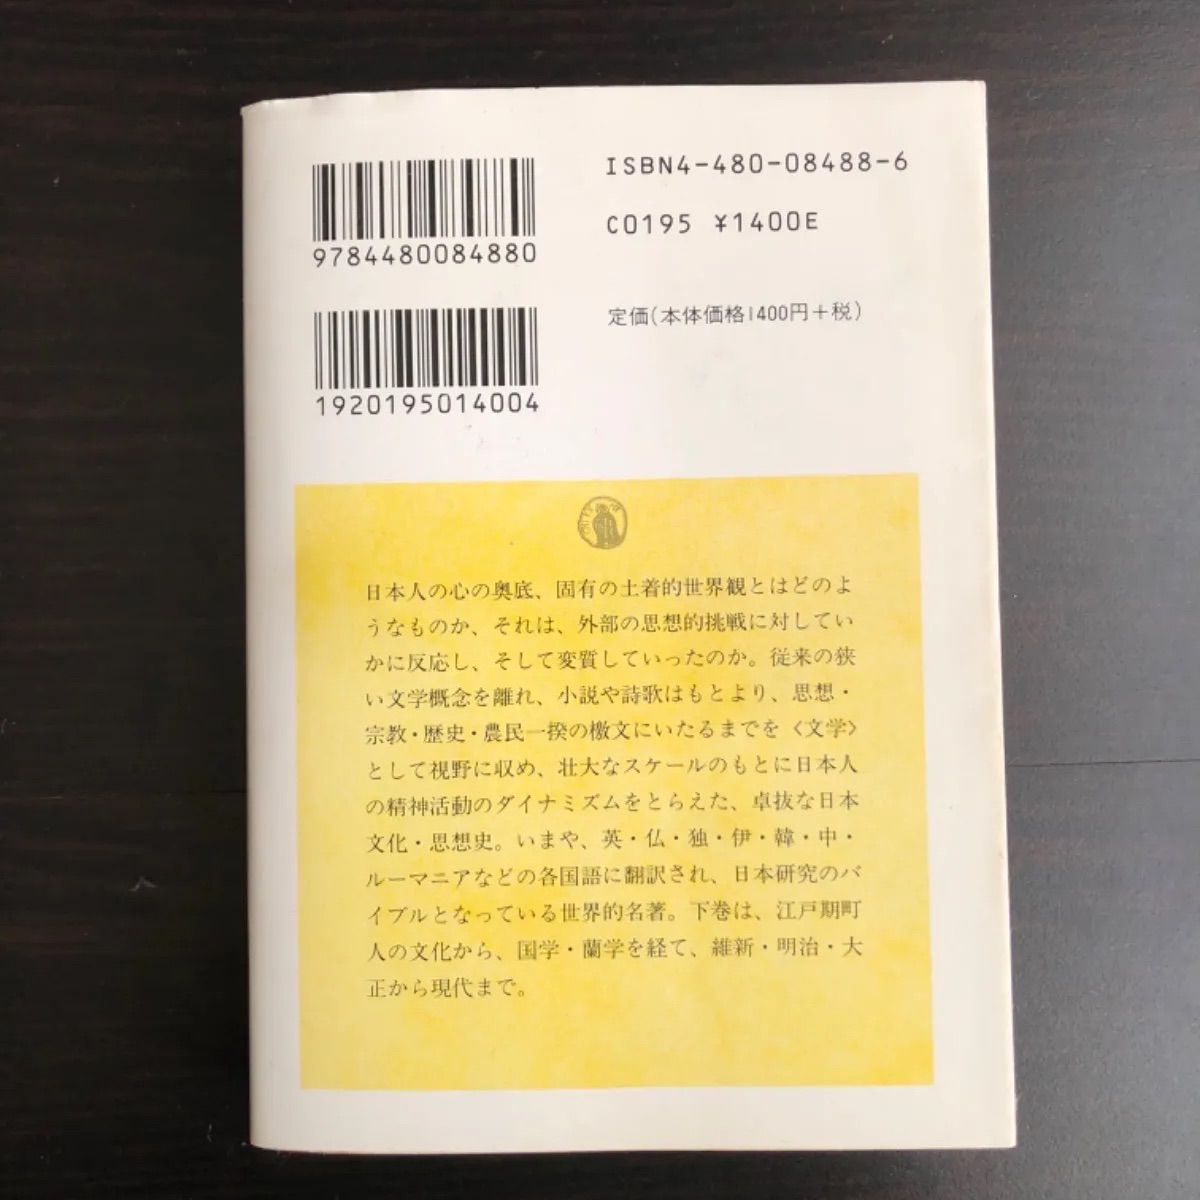 ISBN4-480-08488-6
C0195 ¥1400E
9784480084880
定価(本体価格1400円+税)
1920195014004
日本人の心の奥底、固有の土着的世界観とはどのよ
うなものか、それは、外部の思想的挑戦に対してい
かに反応し、そして変質していったのか。従来の狭
い文学概念を離れ、小説や詩歌はもとより、思想・
宗教・歴史・農民一揆の檄文にいたるまでを〈文学〉
として視野に収め、壮大なスケールのもとに日本人
の精神活動のダイナミズムをとらえた、卓抜な日本
文化・思想史。いまや、英・仏・独・伊・韓・中・
ルーマニアなどの各国語に翻訳され、日本研究のバ
イブルとなっている世界的名著。下巻は、江戸期町
人の文化から、国学・蘭学を経て、維新・明治・大
正から現代まで。